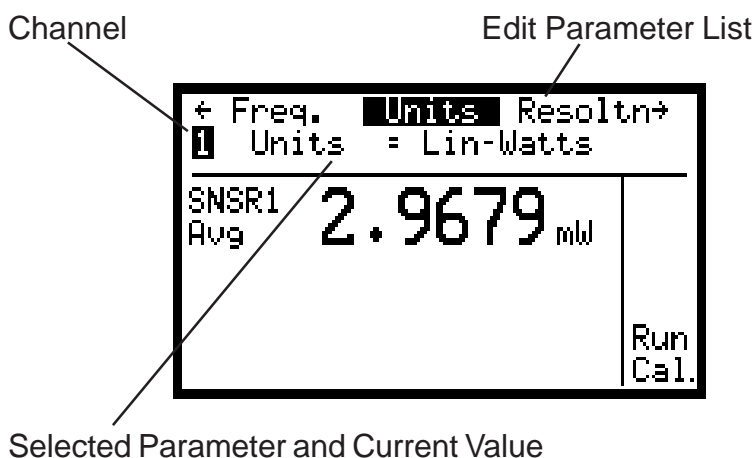 Channel
Edit Parameter List
← Freq. Units Resoltn→
1 Units = Lin-Watts
SNSR1
Avg 2.9679 mW
Run
Cal.
Selected Parameter and Current Value